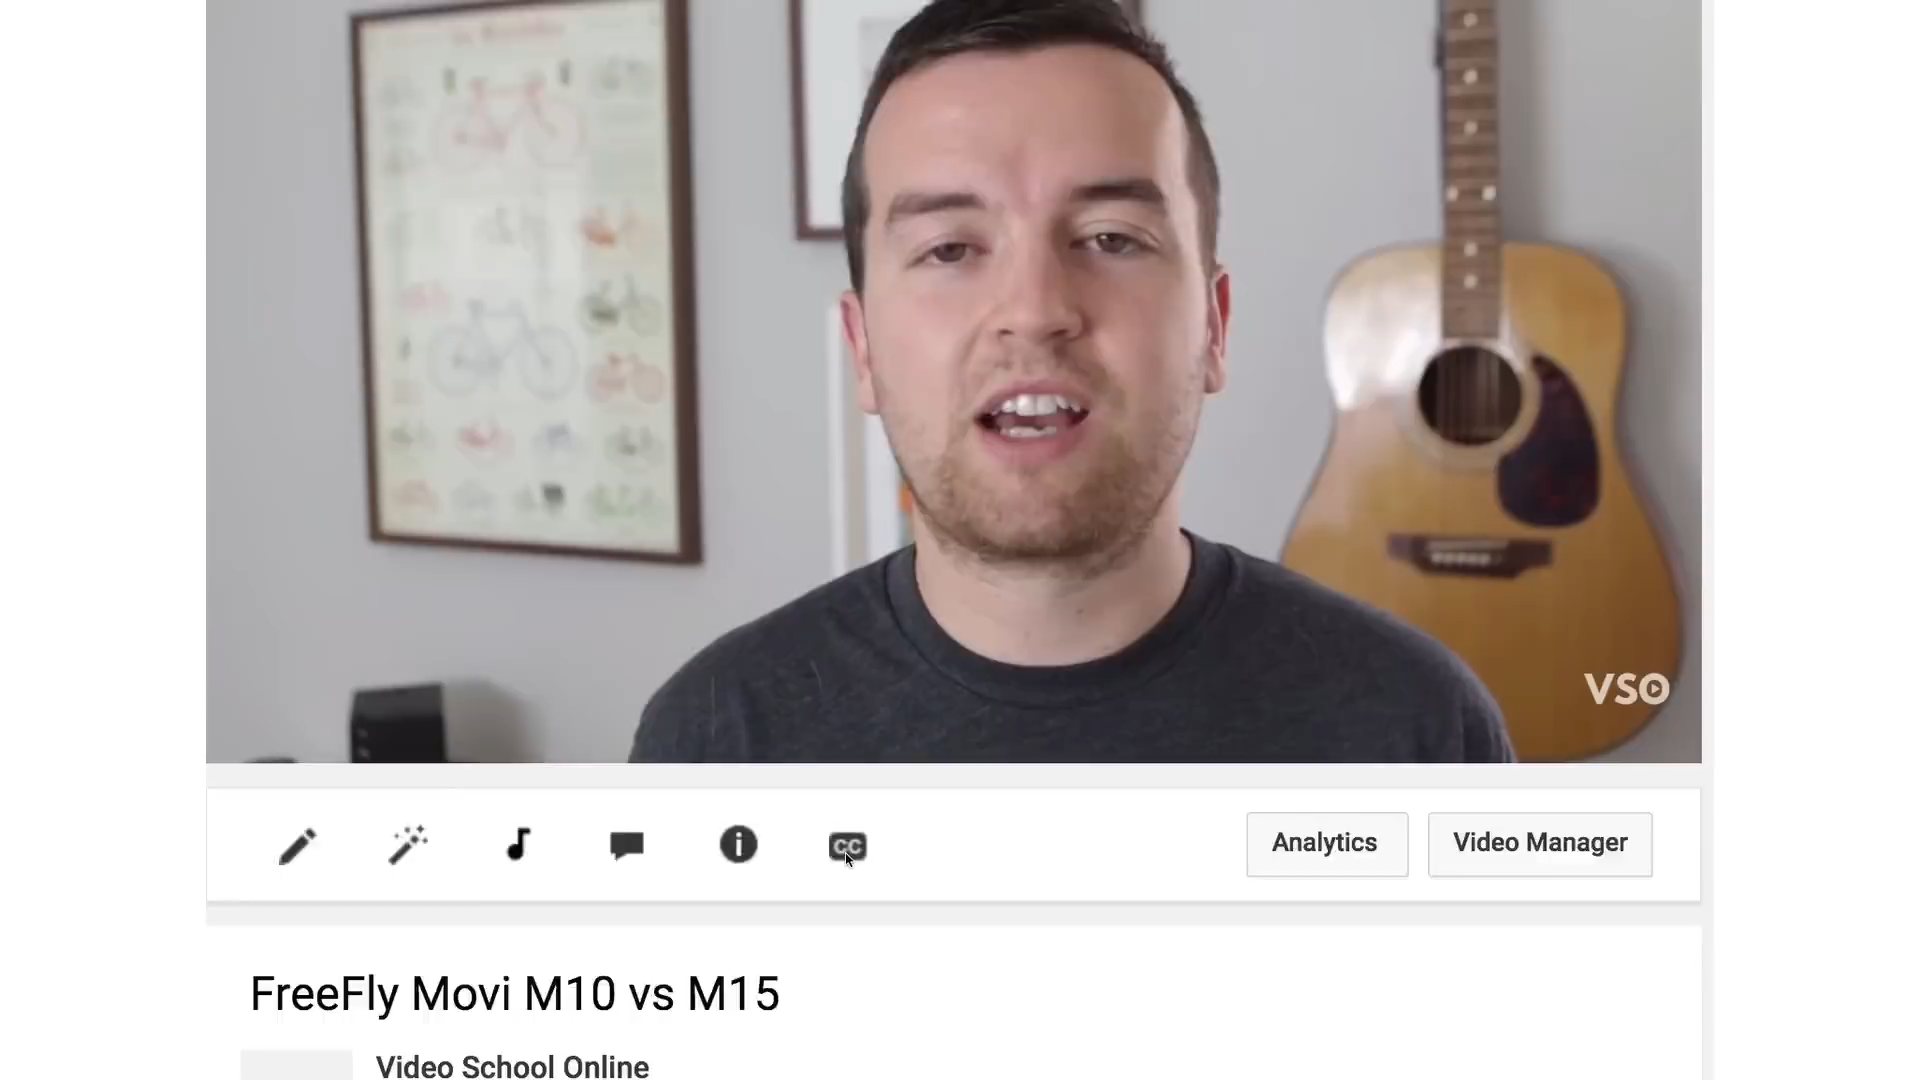 VSO
CC
Analytics
Video Manager
FreeFly Movi M10 vs M15
Video School Online